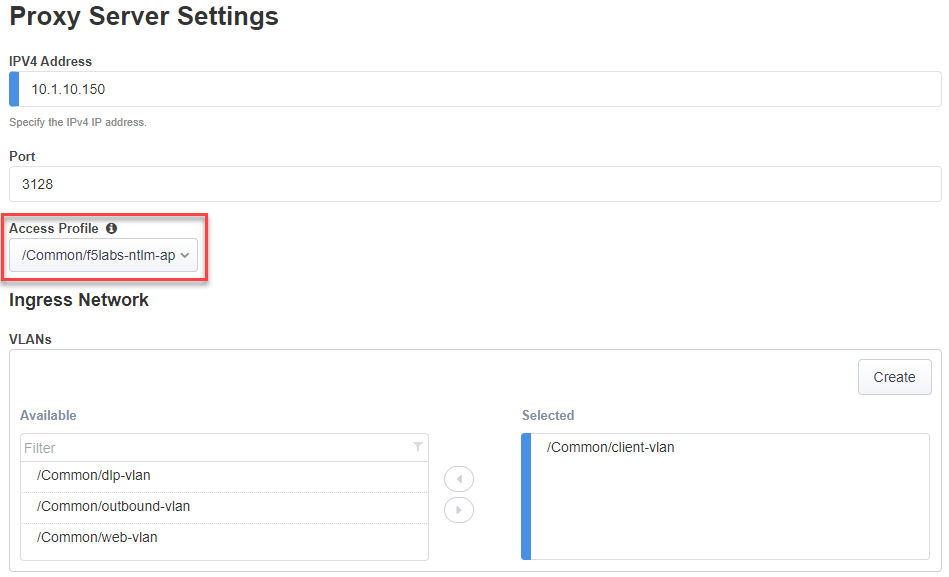 Proxy Server Settings
IPV4 Address
10.1.10.150
Specify the IPv4 IP address.
Port
3128
Access Profile
/Common/f5labs-ntlm-ap
Ingress Network
VLANs
Create
Available
Selected
Filter
/Common/client-vlan
/Common/dlp-vlan
/Common/outbound-vlan
/Common/web-vlan